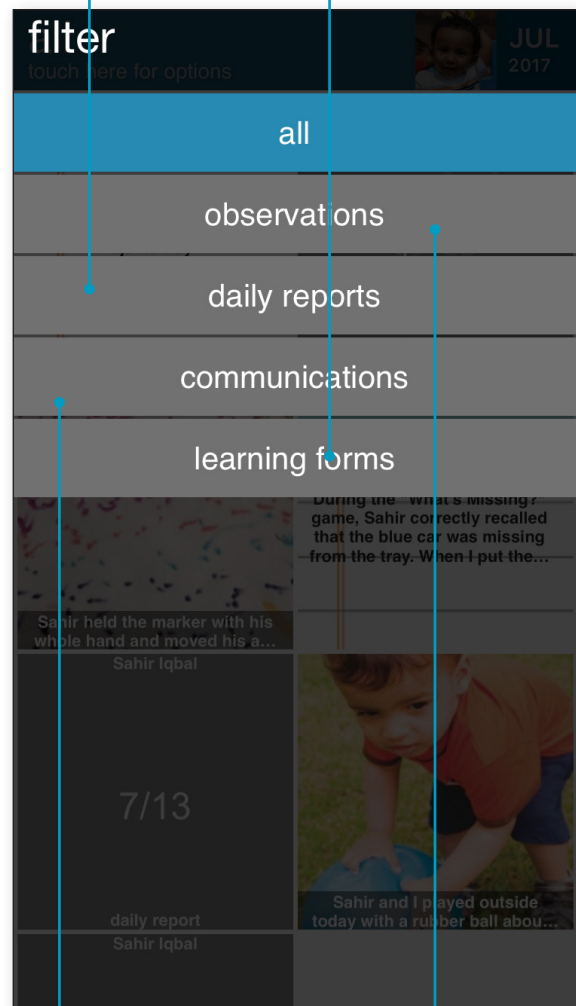 filter
touch here for options
JUL
2017
all
observations
daily reports
communications
learning forms
During the "What's Missing?
game, Sahir correctly recalled
that the blue car was missing
from the tray. When I put the...
Sahir held the marker with his
whole hand and moved his a...
Sahir Iqbal
7/13
daily report
Sahir and I played outside
today with a rubber ball abou...
Sahir Iqbal